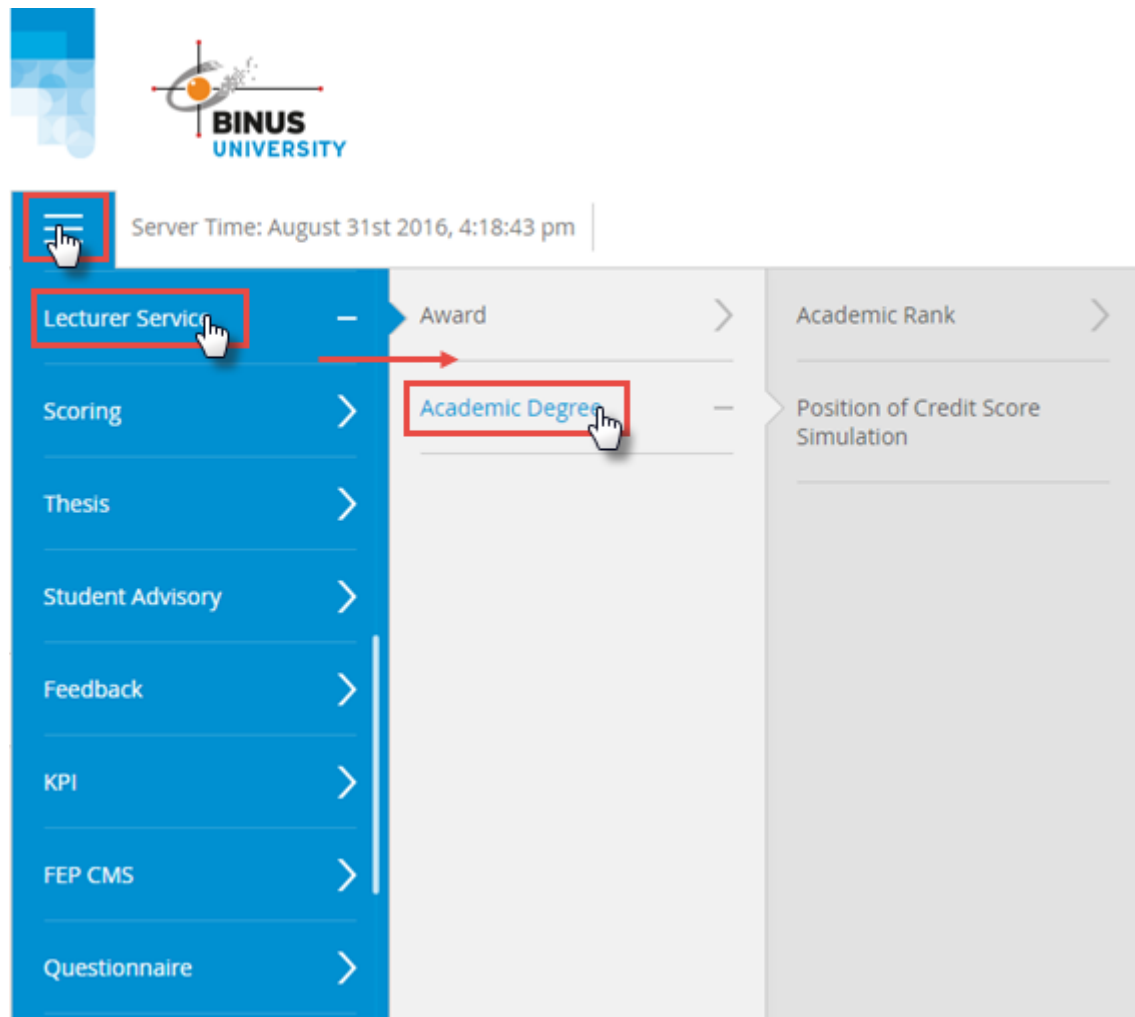 BINUS
UNIVERSITY
Server Time: August 31st 2016, 4:18:43 pm
Lecturer Service
Scoring
Thesis
Student Advisory
Feedback
KPI
FEP CMS
Questionnaire
Award
Academic Degree
Academic Rank
Position of Credit Score
Simulation